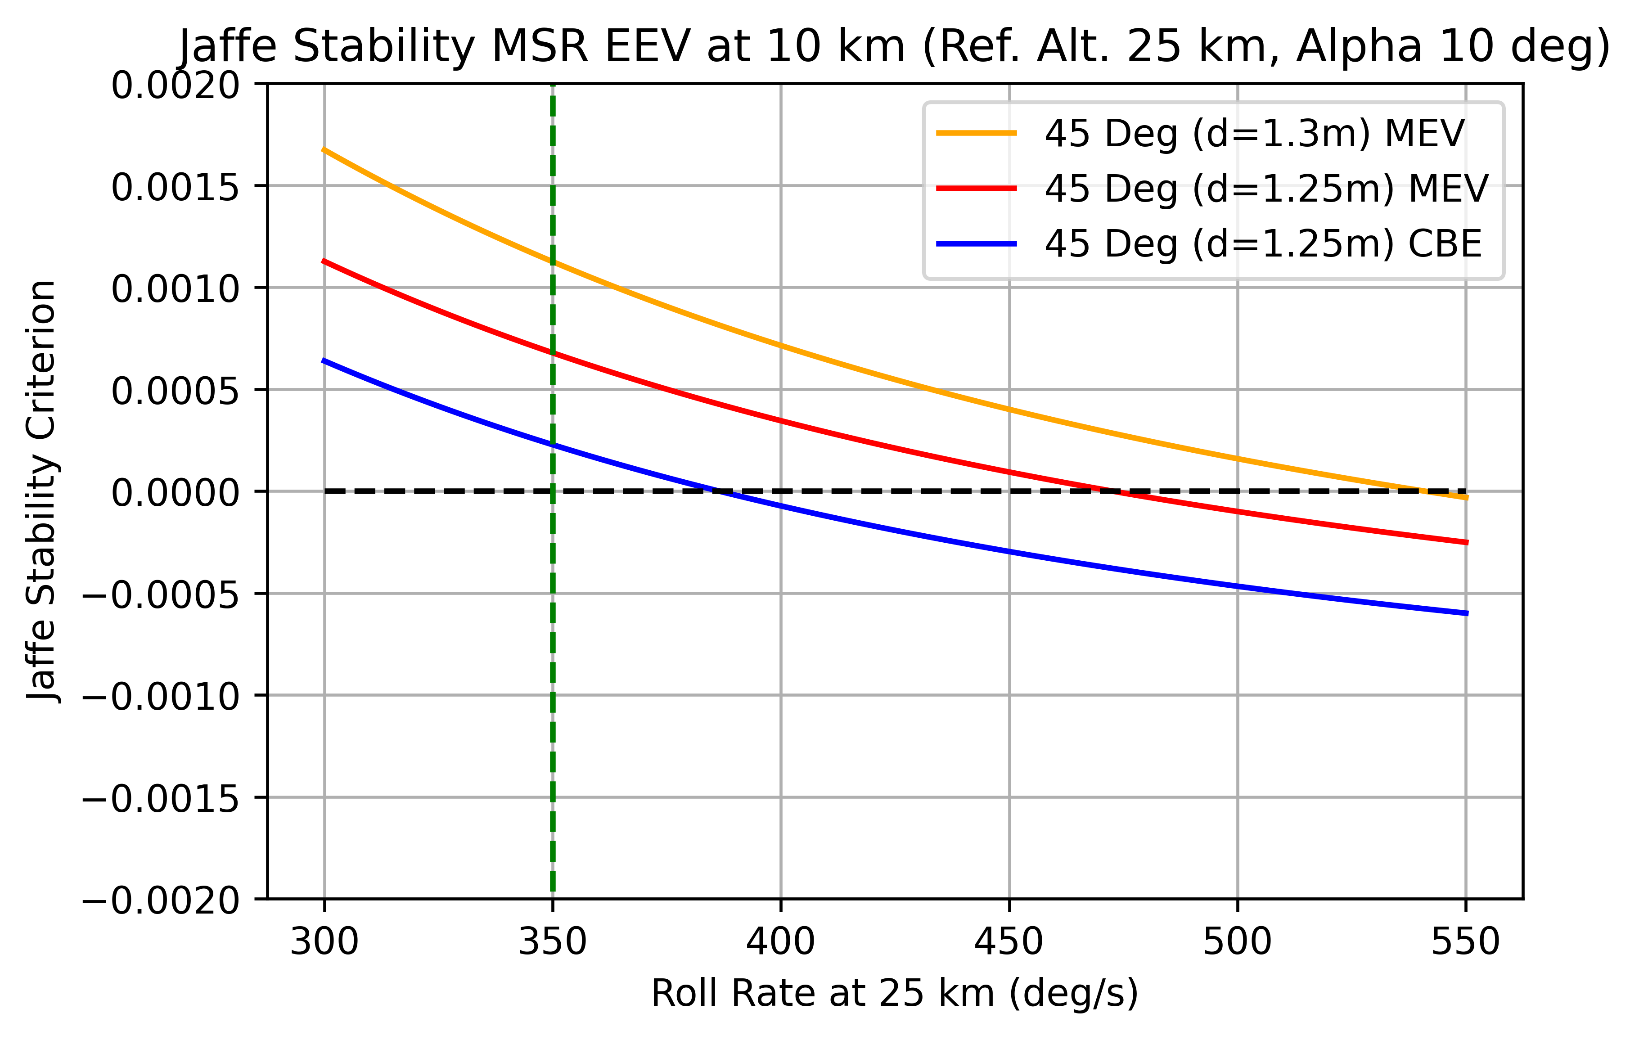 Jaffe Stability MSR EEV at 10 km (Ref. Alt. 25 km, Alpha 10 deg)
0.0020
0.0015
0.0010
0.0005
0.0000
−0.0005
−0.0010
−0.0015
−0.0020
Jaffe Stability Criterion
45 Deg (d=1.3m) MEV
45 Deg (d=1.25m) MEV
45 Deg (d=1.25m) CBE
300 350 400 450 500 550
Roll Rate at 25 km (deg/s)